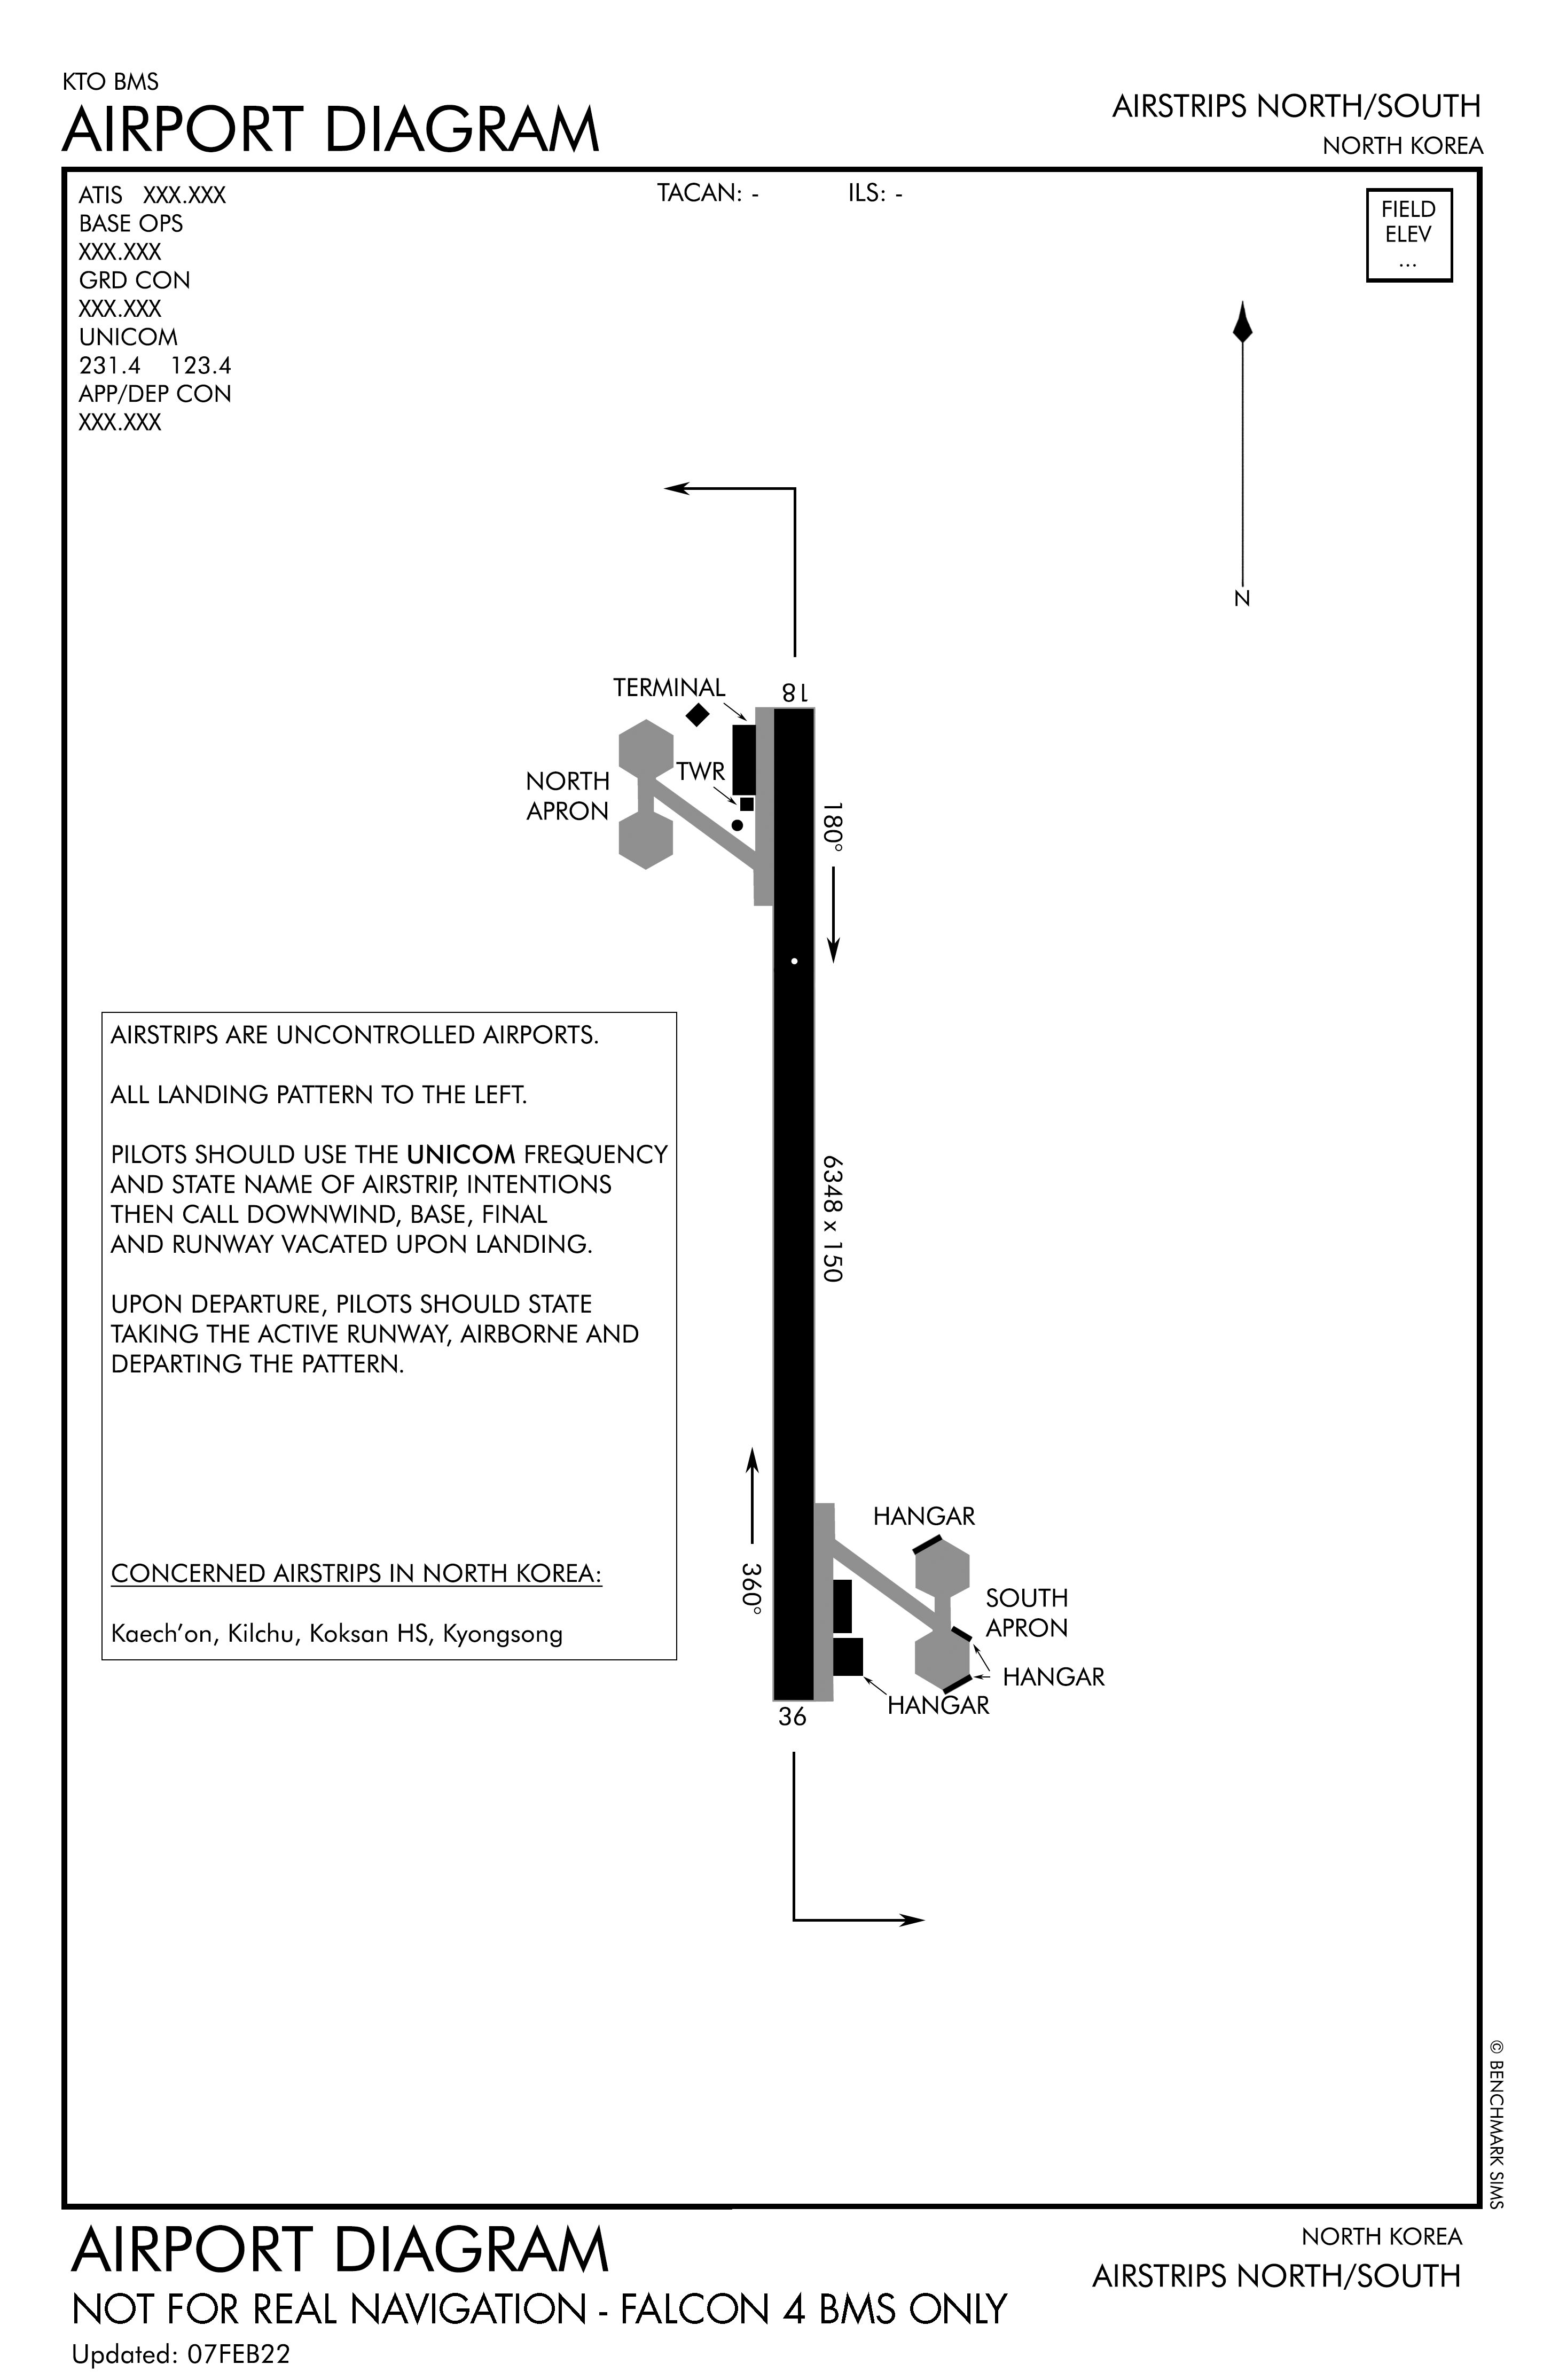 KTO BMS
AIRPORT DIAGRAM
AIRSTRIPS NORTH/SOUTH
NORTH KOREA
ATIS XXX.XXX
BASE OPS
XXX.XXX
GRD CON
XXX.XXX
UNICOM
231.4 123.4
APP/DEP CON
XXX.XXX
TACAN: - ILS: -
FIELD
ELEV
...
N
18
TERMINAL
TWR
NORTH
APRON
180°
AIRSTRIPS ARE UNCONTROLLED AIRPORTS.
ALL LANDING PATTERN TO THE LEFT.
PILOTS SHOULD USE THE UNICOM FREQUENCY
AND STATE NAME OF AIRSTRIP, INTENTIONS
THEN CALL DOWNWIND, BASE, FINAL
AND RUNWAY VACATED UPON LANDING.
UPON DEPARTURE, PILOTS SHOULD STATE
TAKING THE ACTIVE RUNWAY, AIRBORNE AND
DEPARTING THE PATTERN.
CONCERNED AIRSTRIPS IN NORTH KOREA:
Kaech'on, Kilchu, Koksan HS, Kyongsong
6348 x 150
360°
HANGAR
SOUTH
APRON
HANGAR
HANGAR
36
© BENCHMARK SIMS
AIRPORT DIAGRAM
NOT FOR REAL NAVIGATION - FALCON 4 BMS ONLY
Updated: 07FEB22
NORTH KOREA
AIRSTRIPS NORTH/SOUTH